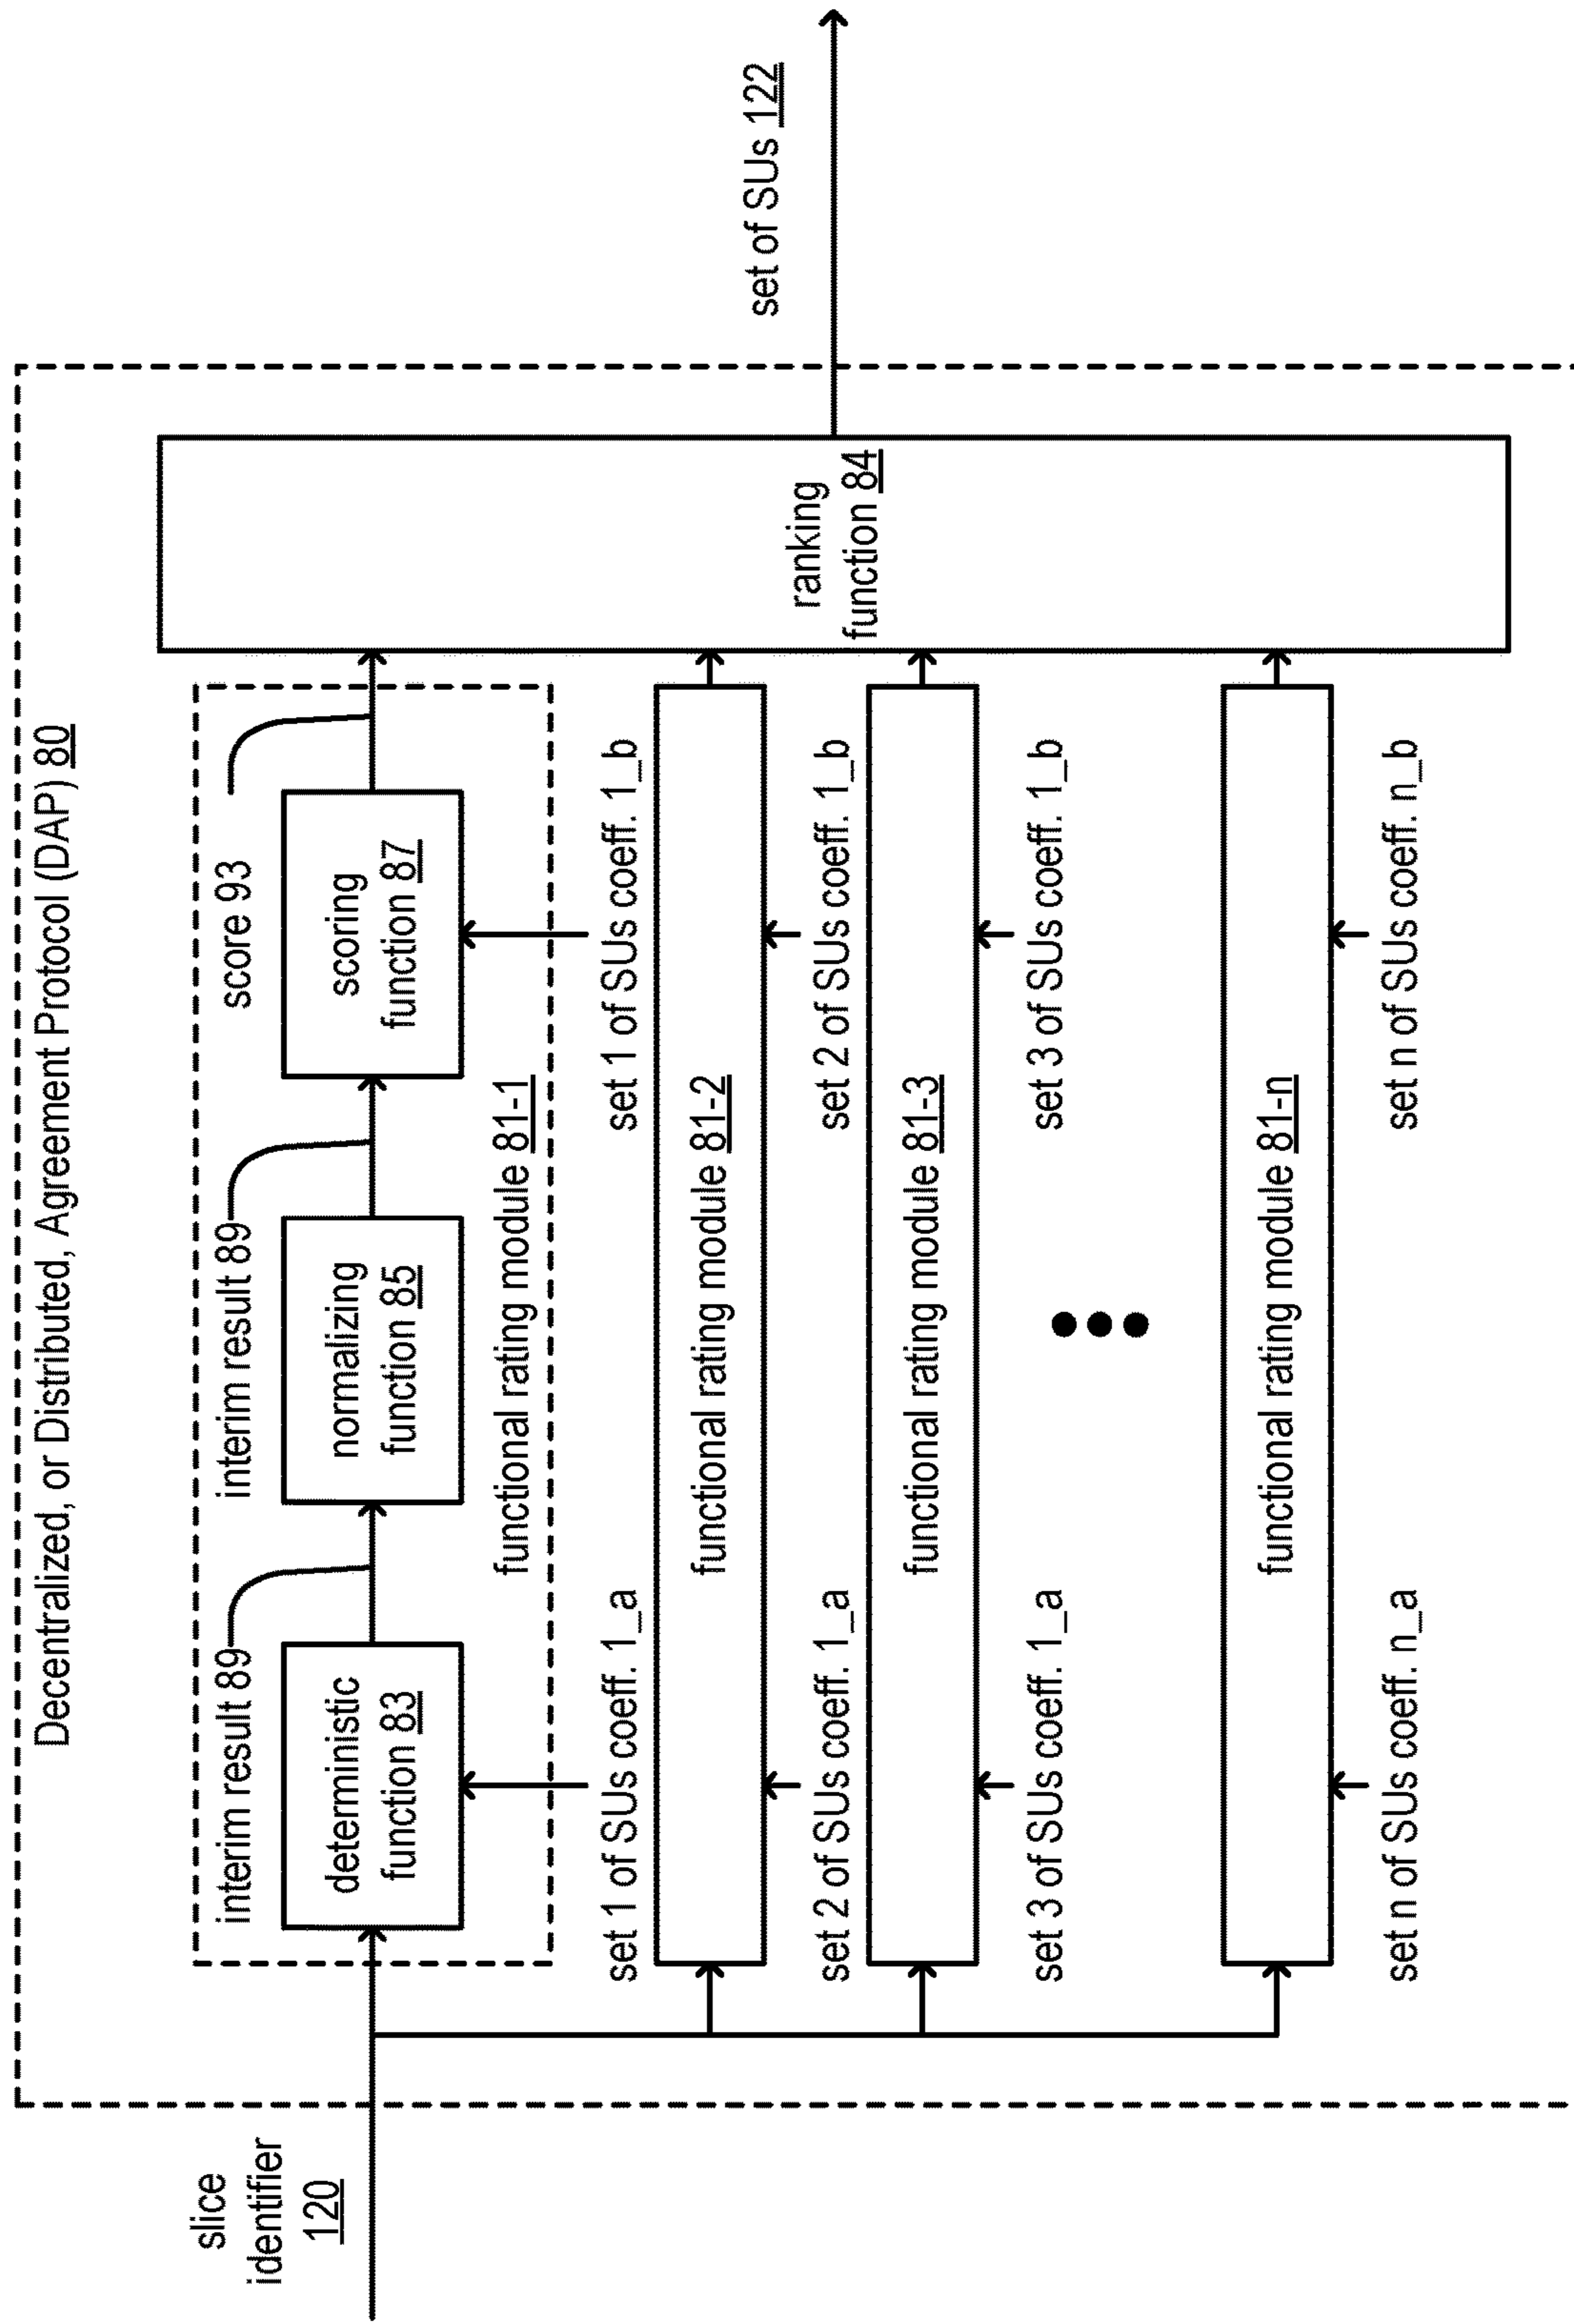 Decentralized, or Distributed, Agreement Protocol (DAP) 80
slice
identifier
120
interim result 89
interim result 89
score 93
deterministic
function 83
normalizing
function 85
scoring
function 87
functional rating module 81-1
set 1 of SUs coeff. 1_a
set 1 of SUs coeff. 1_b
functional rating module 81-2
set 2 of SUs coeff. 1_a
set 2 of SUs coeff. 1_b
functional rating module 81-3
set 3 of SUs coeff. 1_a
set 3 of SUs coeff. 1_b
functional rating module 81-n
set n of SUs coeff. n_a
set n of SUs coeff. n_b
ranking
function 84
set of SUs 122